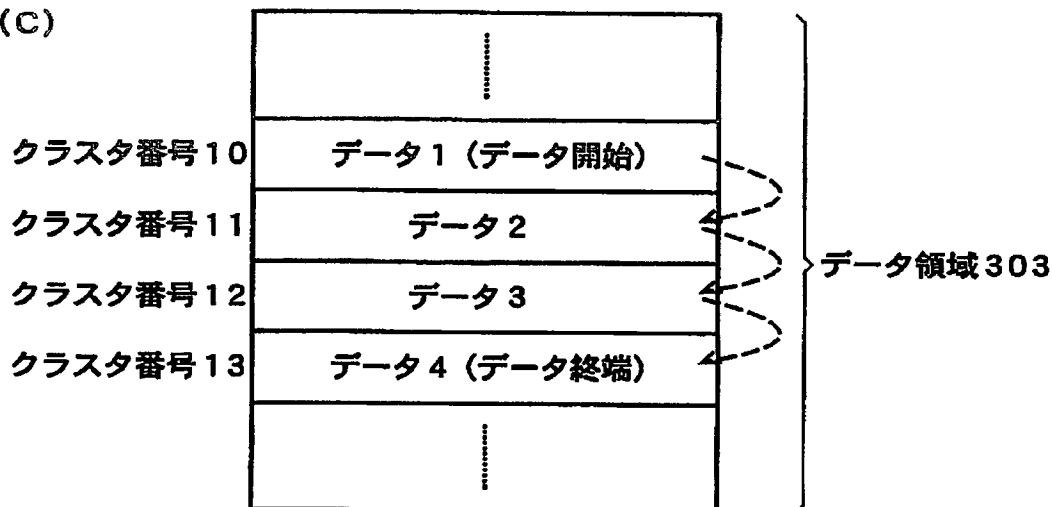 (C)
クラスタ番号10 データ1(データ開始)
クラスタ番号11 データ2
データ領域303
クラスタ番号12 データ3
クラスタ番号13 データ4(データ終端)